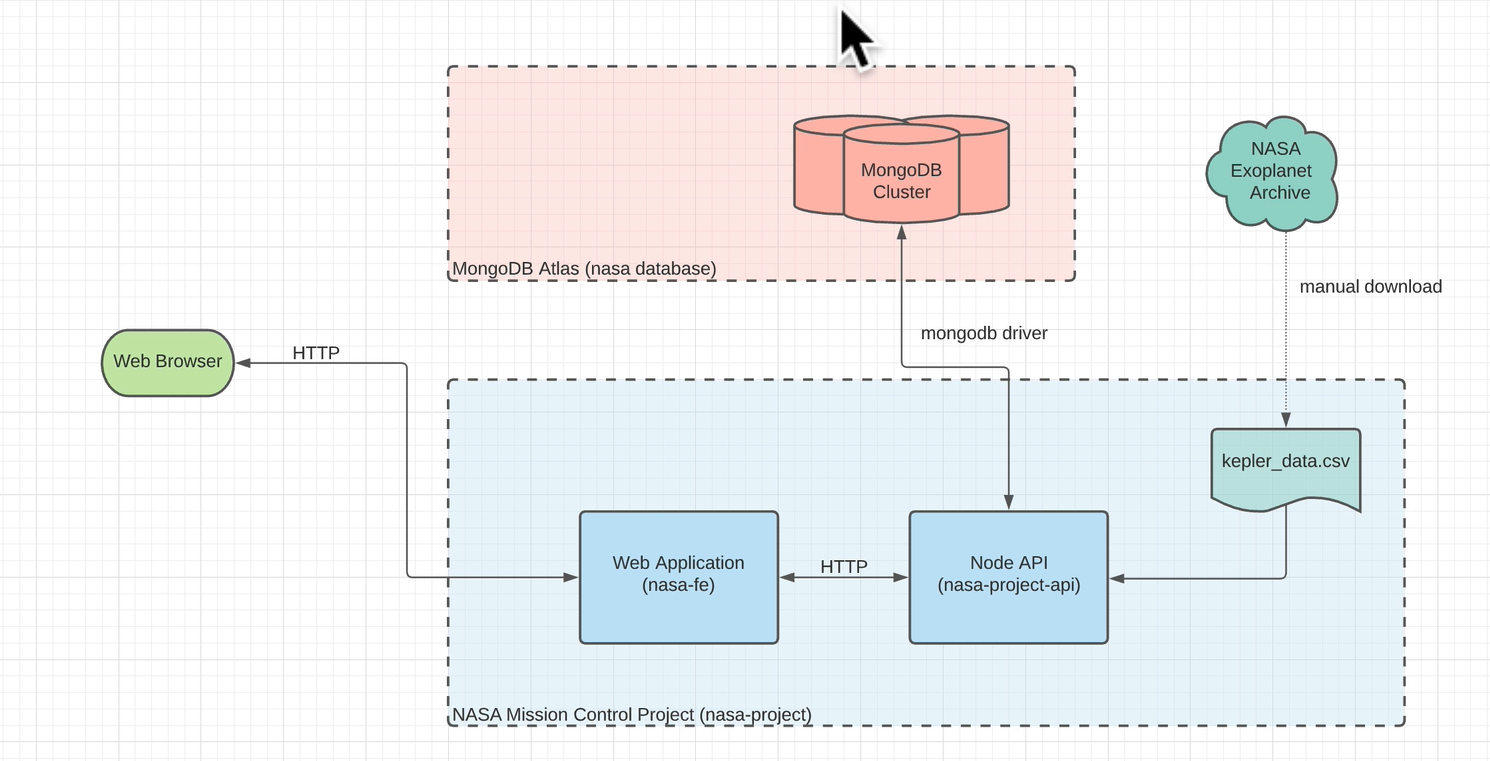 MongoDB
Cluster
NASA
Exoplanet
Archive
MongoDB Atlas (nasa database)
manual download
mongodb driver
Web Browser
HTTP
kepler_data.csv
Web Application
(nasa-fe)
HTTP
Node API
(nasa-project-api)
NASA Mission Control Project (nasa-project)